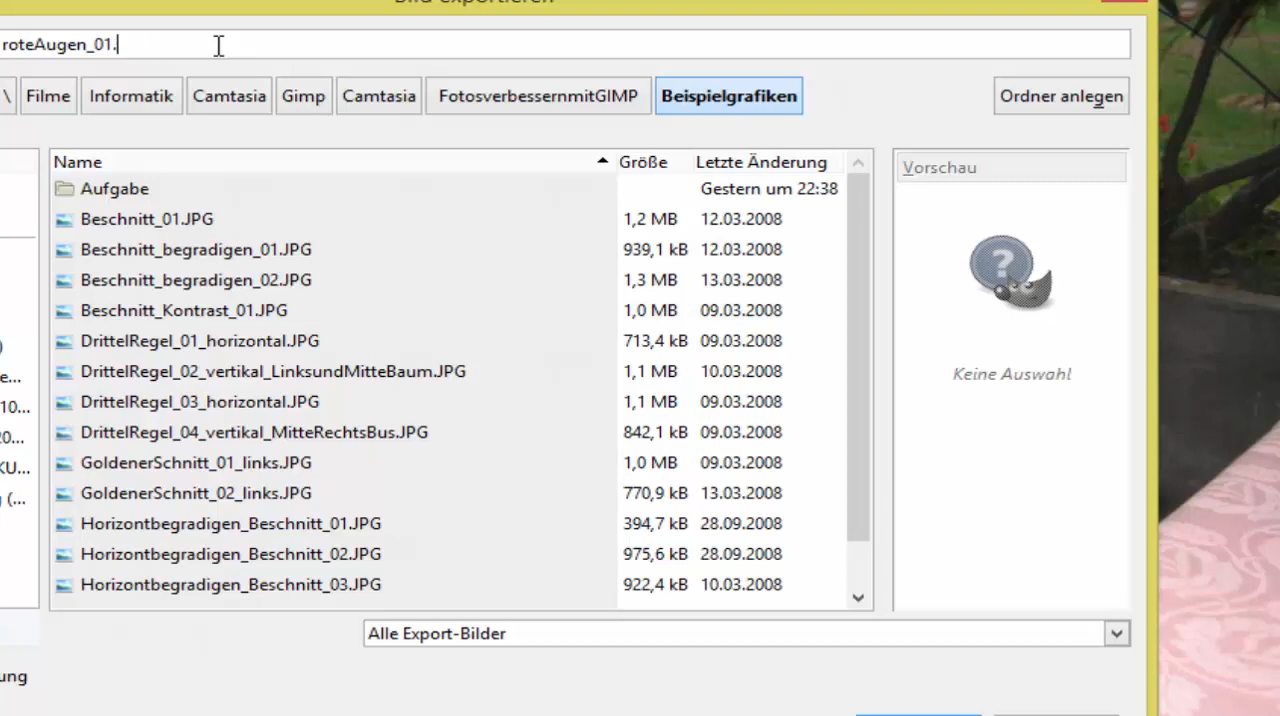 Bild exportieren
roteAugen_01.
\ Filme Informatik Camtasia Gimp Camtasia FotosverbessernmitGIMP Beispielgrafiken Ordner anlegen
Name Größe Letzte Änderung Vorschau
Aufgabe Gestern um 22:38
Beschnitt_01.JPG 1,2 MB 12.03.2008
Beschnitt_begradigen_01.JPG 939,1 kB 12.03.2008
Beschnitt_begradigen_02.JPG 1,3 MB 13.03.2008
Beschnitt_Kontrast_01.JPG 1,0 MB 09.03.2008
DrittelRegel_01_horizontal.JPG 713,4 kB 09.03.2008
DrittelRegel_02_vertikal_LinksundMitteBaum.JPG 1,1 MB 10.03.2008
Keine Auswahl
DrittelRegel_03_horizontal.JPG 1,1 MB 09.03.2008
DrittelRegel_04_vertikal_MitteRechtsBus.JPG 842,1 kB 09.03.2008
GoldenerSchnitt_01_links.JPG 1,0 MB 09.03.2008
GoldenerSchnitt_02_links.JPG 770,9 kB 13.03.2008
Horizontbegradigen_Beschnitt_01.JPG 394,7 kB 28.09.2008
Horizontbegradigen_Beschnitt_02.JPG 975,6 kB 28.09.2008
Horizontbegradigen_Beschnitt_03.JPG 922,4 kB 10.03.2008
)
e...
10...
20...
KU...
(...
Alle Export-Bilder
ung